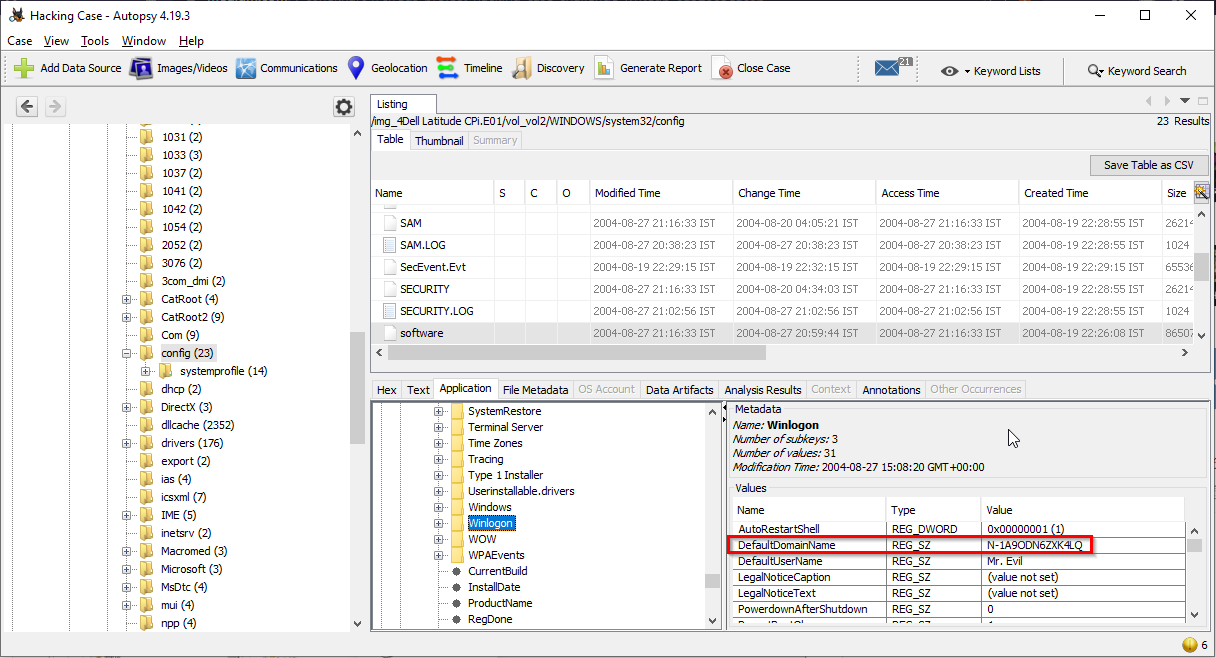 Hacking Case - Autopsy 4.19.3
Case View Tools Window Help
Add Data Source Images/Videos Communications Geolocation Timeline Discovery Generate Report Close Case 21 Keyword Lists Keyword Search
1031 (2)
1033 (3)
1037 (2)
1041 (2)
1042 (2)
1054 (2)
2052 (2)
3076 (2)
3com_dmi (2)
CatRoot (4)
CatRoot2 (9)
Com (9)
config (23)
systemprofile (14)
dhcp (2)
DirectX (3)
dllcache (2352)
drivers (176)
export (2)
ias (4)
icsxml (7)
IME (5)
inetsrv (2)
Macromed (3)
Microsoft (3)
MsDtc (4)
mui (4)
npp (4)
Listing
/img_4Dell Latitude CPi.E01/vol_vol2/WINDOWS/system32/config 23 Results
Table Thumbnail Summary
Save Table as CSV
Name S C O Modified Time Change Time Access Time Created Time Size
SAM 2004-08-27 21:16:33 IST 2004-08-20 04:05:21 IST 2004-08-27 21:16:33 IST 2004-08-19 22:28:55 IST 26214
SAM.LOG 2004-08-27 20:38:23 IST 2004-08-27 20:38:23 IST 2004-08-27 20:38:23 IST 2004-08-19 22:28:55 IST 1024
SecEvent.Evt 2004-08-19 22:29:15 IST 2004-08-19 22:32:15 IST 2004-08-19 22:29:15 IST 2004-08-19 22:29:15 IST 65536
SECURITY 2004-08-27 21:16:33 IST 2004-08-20 04:34:03 IST 2004-08-27 21:16:33 IST 2004-08-19 22:28:55 IST 26214
SECURITY.LOG 2004-08-27 21:02:56 IST 2004-08-27 21:02:56 IST 2004-08-27 21:02:56 IST 2004-08-19 22:28:55 IST 1024
software 2004-08-27 21:16:33 IST 2004-08-27 20:59:44 IST 2004-08-27 21:16:33 IST 2004-08-19 22:26:08 IST 86507
Hex Text Application File Metadata OS Account Data Artifacts Analysis Results Context Annotations Other Occurrences
SystemRestore
Terminal Server
Time Zones
Tracing
Type 1 Installer
Userinstallable.drivers
Windows
Winlogon
WOW
WPAEvents
CurrentBuild
InstallDate
ProductName
RegDone
Metadata
Name: Winlogon
Number of subkeys: 3
Number of values: 31
Modification Time: 2004-08-27 15:08:20 GMT+00:00
Values
Name Type Value
AutoRestartShell REG_DWORD 0x00000001 (1)
DefaultDomainName REG_SZ N-1A9ODN6ZXK4LQ
DefaultUserName REG_SZ Mr. Evil
LegalNoticeCaption REG_SZ (value not set)
LegalNoticeText REG_SZ (value not set)
PowerdownAfterShutdown REG_SZ 0
6